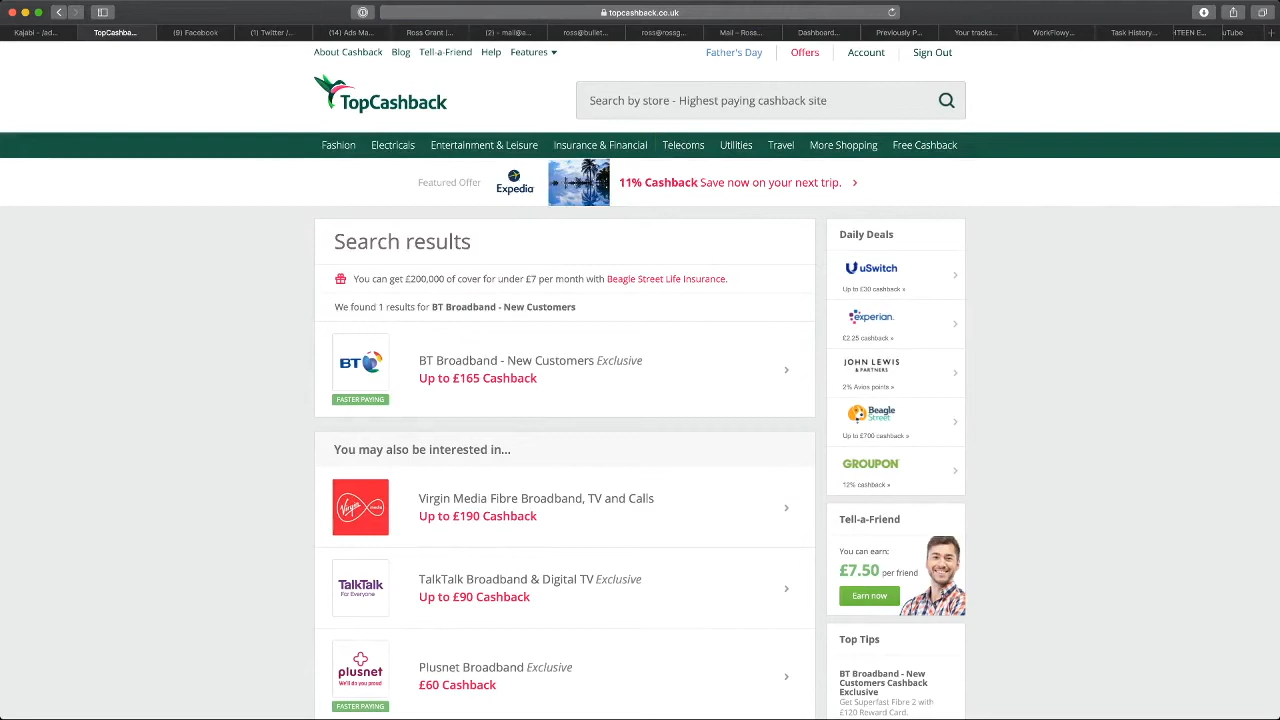 topcashback.co.uk
Kajabi - /ad...
TopCashba...
(9) Facebook
(1) Twitter /...
(14) Ads Ma...
Ross Grant |...
(2) - mail@a...
ross@bullet...
ross@rossg...
Mail – Ross...
Dashboard...
Previously P...
Your tracks...
WorkFlowy...
Task History...
HTEEN E...
uTube
About Cashback
Blog
Tell-a-Friend
Help
Features
Father's Day
Offers
Account
Sign Out
TopCashback
Search by store - Highest paying cashback site
Fashion
Electricals
Entertainment & Leisure
Insurance & Financial
Telecoms
Utilities
Travel
More Shopping
Free Cashback
Featured Offer
Expedia
11% Cashback Save now on your next trip.
Search results
You can get £200,000 of cover for under £7 per month with Beagle Street Life Insurance.
We found 1 results for BT Broadband - New Customers
BT
FASTER PAYING
BT Broadband - New Customers Exclusive
Up to £165 Cashback
You may also be interested in...
Virgin media
Virgin Media Fibre Broadband, TV and Calls
Up to £190 Cashback
TalkTalk
For Everyone
TalkTalk Broadband & Digital TV Exclusive
Up to £90 Cashback
plusnet
We'll do you proud
FASTER PAYING
Plusnet Broadband Exclusive
£60 Cashback
Daily Deals
uSwitch
Up to £30 cashback »
experian.
£2.25 cashback »
JOHN LEWIS
& PARTNERS
2% Avios points »
Beagle
Street
Up to £700 cashback »
GROUPON
12% cashback »
Tell-a-Friend
You can earn:
£7.50 per friend
Earn now
Top Tips
BT Broadband - New
Customers Cashback
Exclusive
Get Superfast Fibre 2 with
£120 Reward Card.